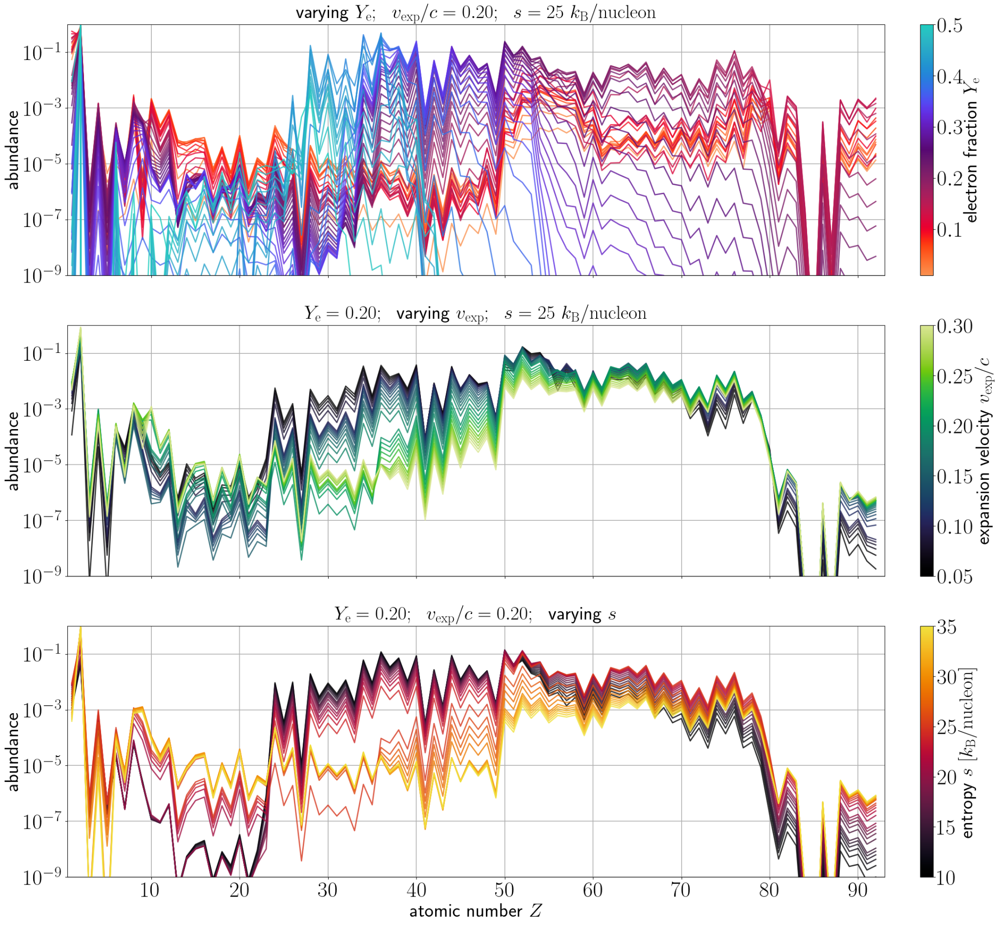 varying Yₑ; v_exp/c = 0.20; s = 25 k_B/nucleon
10⁻¹
10⁻³
10⁻⁵
10⁻⁷
10⁻⁹
abundance
0.5
0.4
0.3
0.2
0.1
electron fraction Yₑ
Yₑ = 0.20; varying v_exp; s = 25 k_B/nucleon
10⁻¹
10⁻³
10⁻⁵
10⁻⁷
10⁻⁹
abundance
0.30
0.25
0.20
0.15
0.10
0.05
expansion velocity v_exp/c
Yₑ = 0.20; v_exp/c = 0.20; varying s
10⁻¹
10⁻³
10⁻⁵
10⁻⁷
10⁻⁹
abundance
35
30
25
20
15
10
entropy s [k_B/nucleon]
10 20 30 40 50 60 70 80 90
atomic number Z